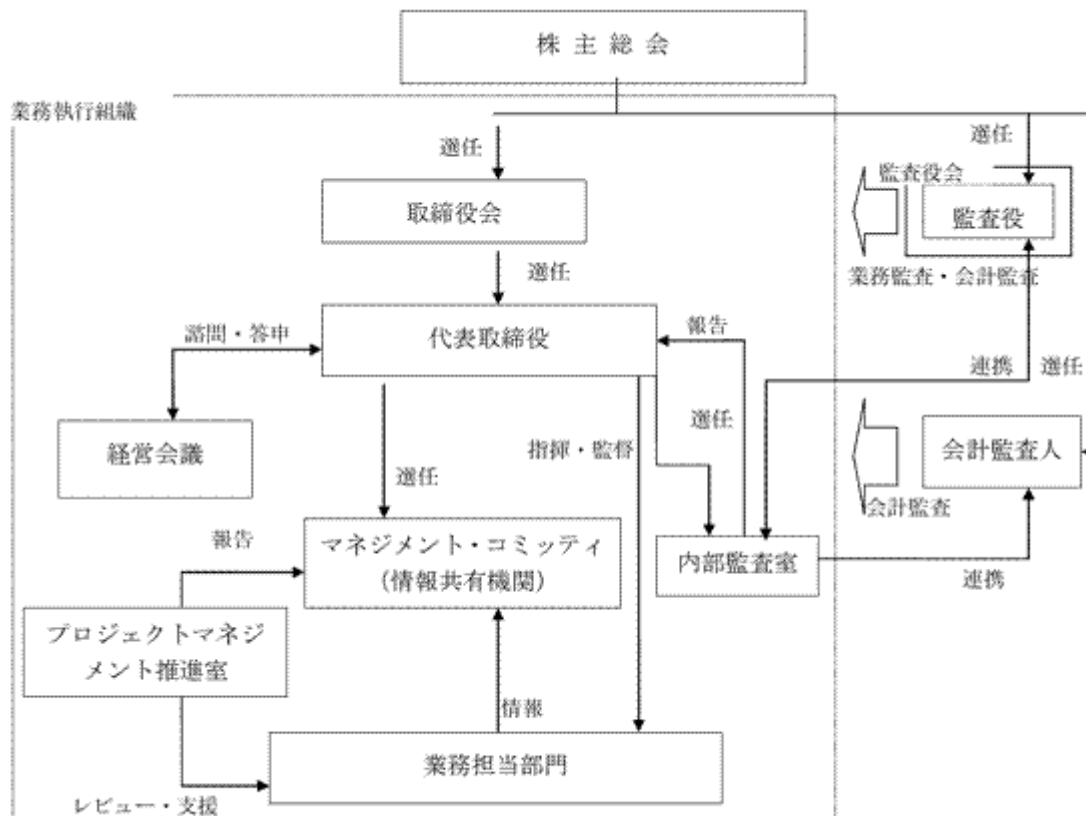 株 主 総 会
業務執行組織
選任
選任
監査役会
取締役会
監査役
選任
業務監査・会計監査
諮問・答申
代表取締役
報告
連携
選任
経営会議
選任
指揮・監督
選任
会計監査人
会計監査
報告
マネジメント・コミッティ
（情報共有機関）
内部監査室
連携
プロジェクトマネジ
メント推進室
情報
業務担当部門
レビュー・支援